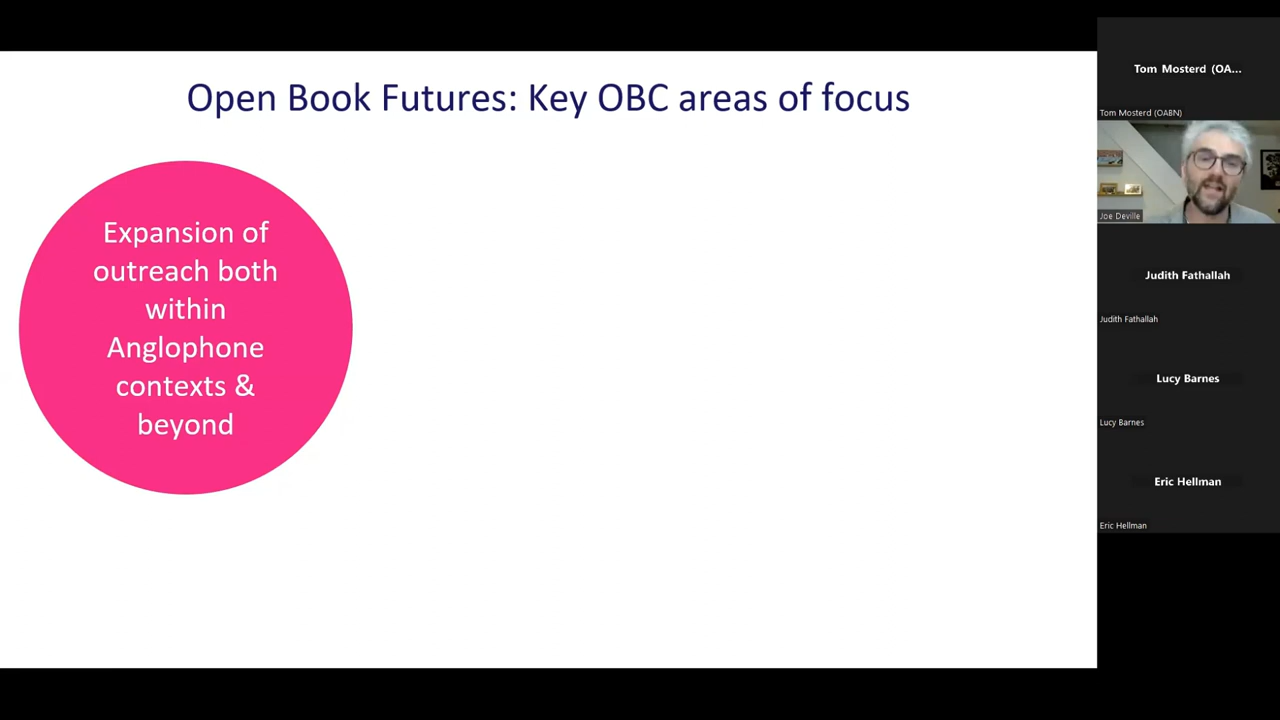 Open Book Futures: Key OBC areas of focus
Expansion of
outreach both
within
Anglophone
contexts &
beyond
Tom Mosterd (OA...
Tom Mosterd (OABN)
Joe Deville
Judith Fathallah
Judith Fathallah
Lucy Barnes
Lucy Barnes
Eric Hellman
Eric Hellman